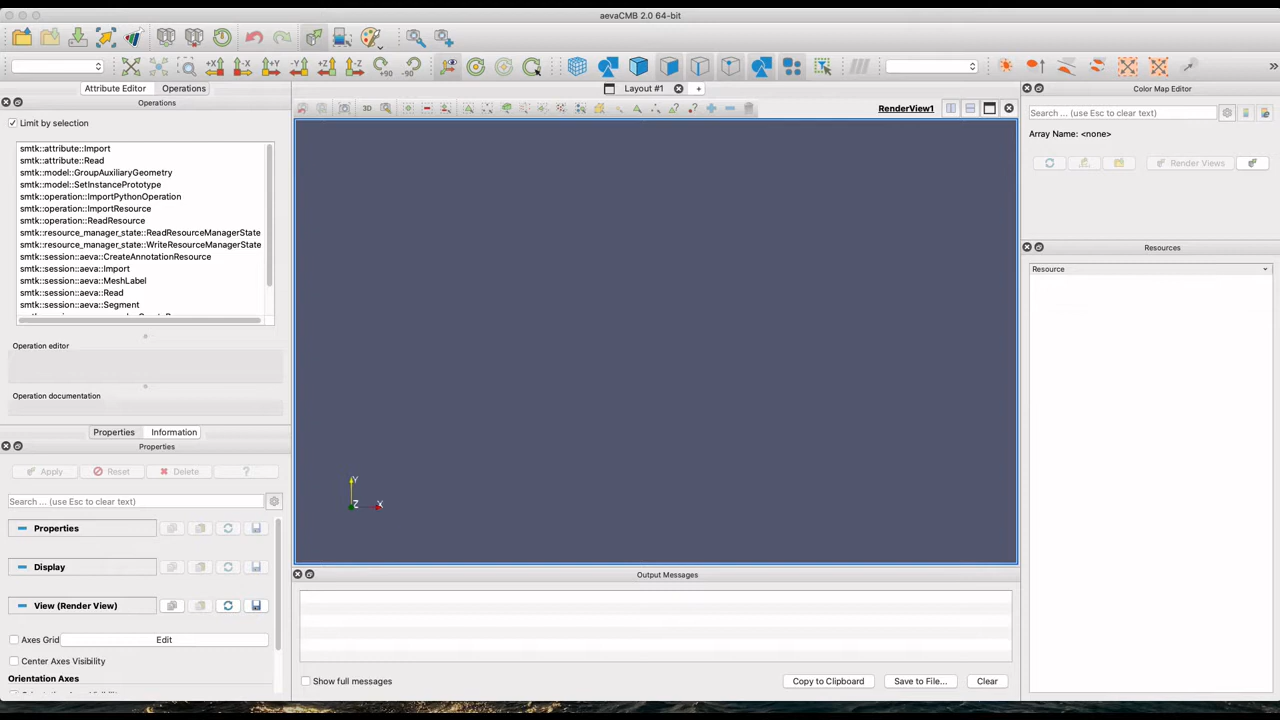 aevaCMB 2.0 64-bit
+X
-X
+Y
-Y
+Z
-Z
+90
-90
»
Attribute Editor
Operations
Operations
Limit by selection
smtk::attribute::Import
smtk::attribute::Read
smtk::model::GroupAuxiliaryGeometry
smtk::model::SetInstancePrototype
smtk::operation::ImportPythonOperation
smtk::operation::ImportResource
smtk::operation::ReadResource
smtk::resource_manager_state::ReadResourceManagerState
smtk::resource_manager_state::WriteResourceManagerState
smtk::session::aeva::CreateAnnotationResource
smtk::session::aeva::Import
smtk::session::aeva::MeshLabel
smtk::session::aeva::Read
smtk::session::aeva::Segment
Operation editor
Operation documentation
Properties
Information
Properties
Apply
Reset
Delete
?
Search ... (use Esc to clear text)
Properties
Display
View (Render View)
Axes Grid
Edit
Center Axes Visibility
Orientation Axes
Layout #1
+
3D
RenderView1
Y
Z
X
Output Messages
Show full messages
Copy to Clipboard
Save to File...
Clear
Color Map Editor
Search ... (use Esc to clear text)
Array Name: <none>
Render Views
Resources
Resource